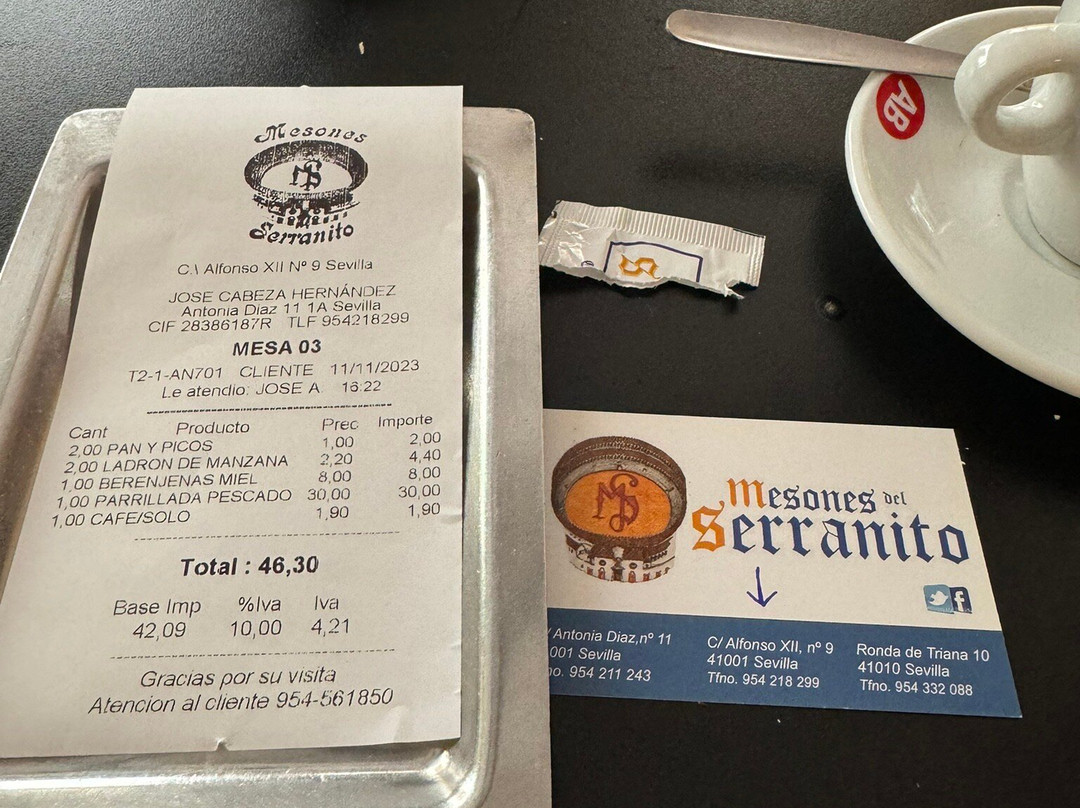 Mesones
MS
Serranito
C.\ Alfonso XII Nº 9 Sevilla
JOSE CABEZA HERNÁNDEZ
Antonia Diaz 11 1A Sevilla
CIF 28386187R TLF 954218299
MESA 03
T2-1-AN701 CLIENTE 11/11/2023
Le atendio: JOSE A 16:22
Cant Producto Prec Importe
2,00 PAN Y PICOS 1,00 2,00
2,00 LADRON DE MANZANA 2,20 4,40
1,00 BERENJENAS MIEL 8,00 8,00
1,00 PARRILLADA PESCADO 30,00 30,00
1,00 CAFE/SOLO 1,90 1,90
Total : 46,30
Base Imp %Iva Iva
42,09 10,00 4,21
Gracias por su visita
Atencion al cliente 954-561850
AB
S
MS
Mesones del
Serranito
f
/ Antonia Diaz,nº 11
001 Sevilla
no. 954 211 243
C/ Alfonso XII, nº 9
41001 Sevilla
Tfno. 954 218 299
Ronda de Triana 10
41010 Sevilla
Tfno. 954 332 088